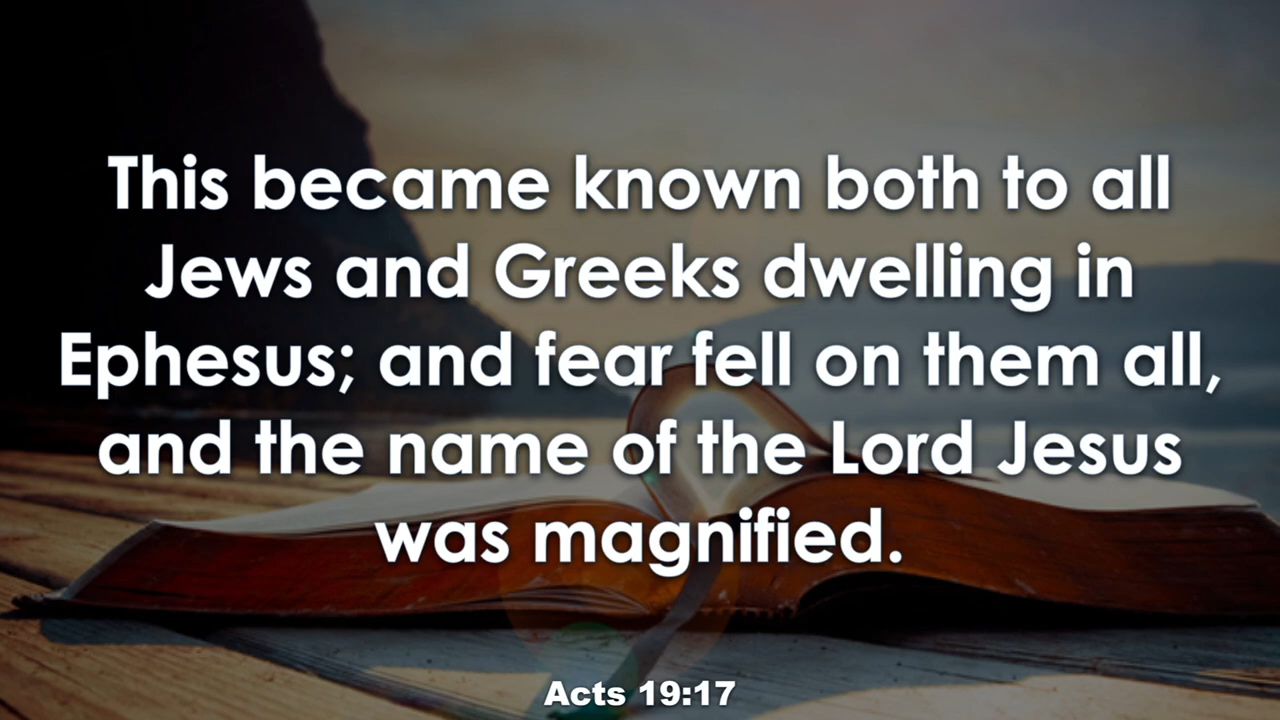 This became known both to all
Jews and Greeks dwelling in
Ephesus; and fear fell on them all,
and the name of the Lord Jesus
was magnified.
Acts 19:17